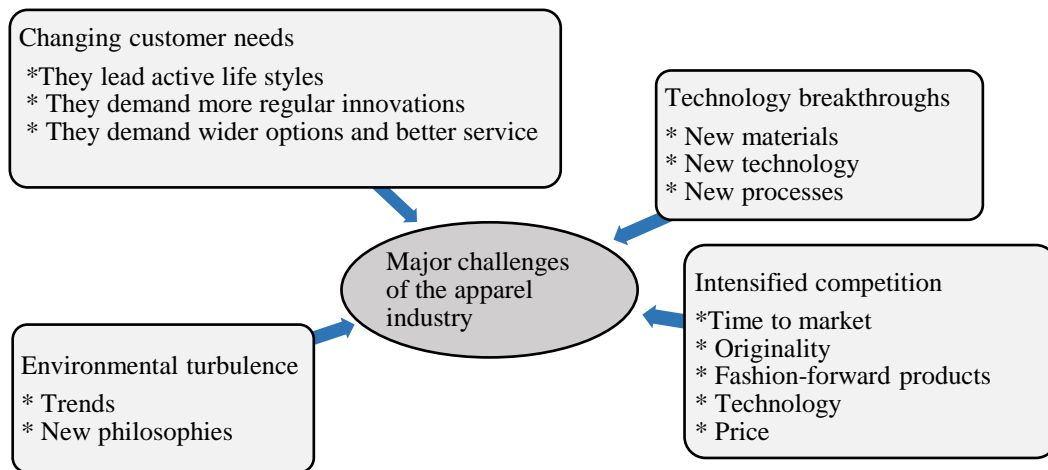 Changing customer needs
*They lead active life styles
* They demand more regular innovations
* They demand wider options and better service
Technology breakthroughs
* New materials
* New technology
* New processes
Major challenges
of the apparel
industry
Intensified competition
*Time to market
* Originality
* Fashion-forward products
* Technology
* Price
Environmental turbulence
* Trends
* New philosophies